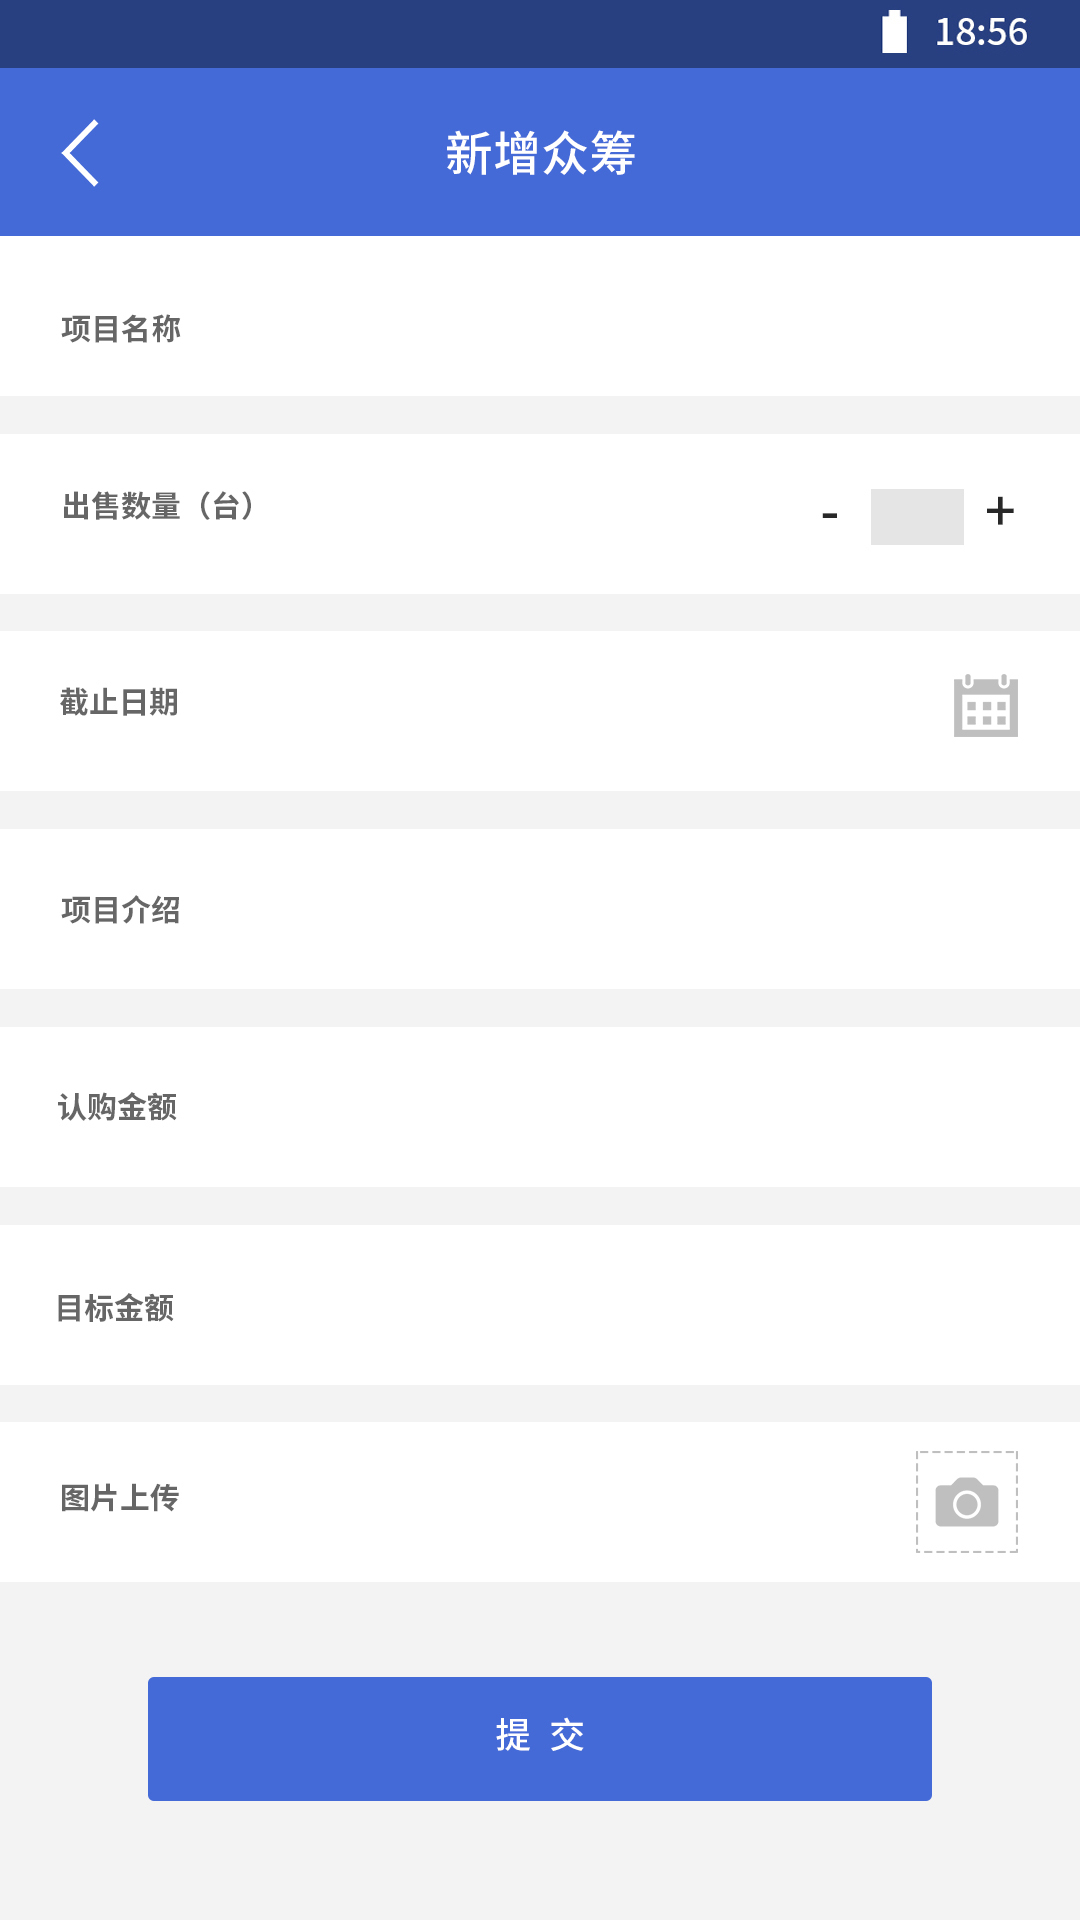 18:56
新增众筹
项目名称
出售数量（台）
- +
截止日期
项目介绍
认购金额
目标金额
图片上传
提 交